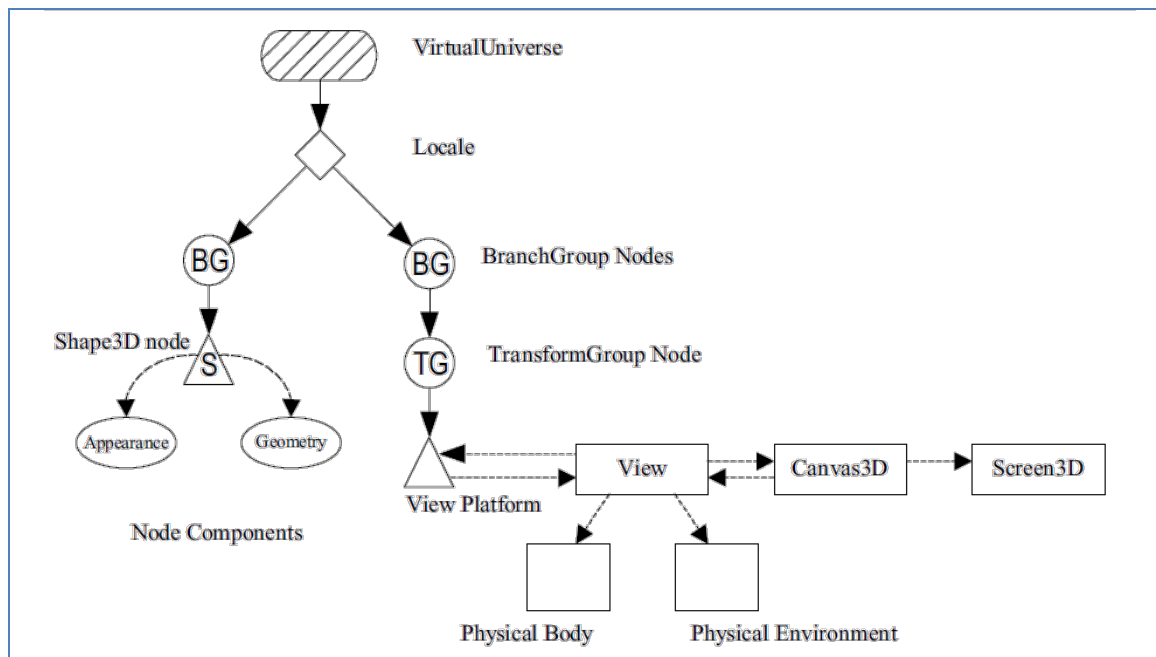 VirtualUniverse
Locale
BG
BG
BranchGroup Nodes
Shape3D node
S
TG
TransformGroup Node
Appearance
Geometry
View
Canvas3D
Screen3D
View Platform
Node Components
Physical Body
Physical Environment